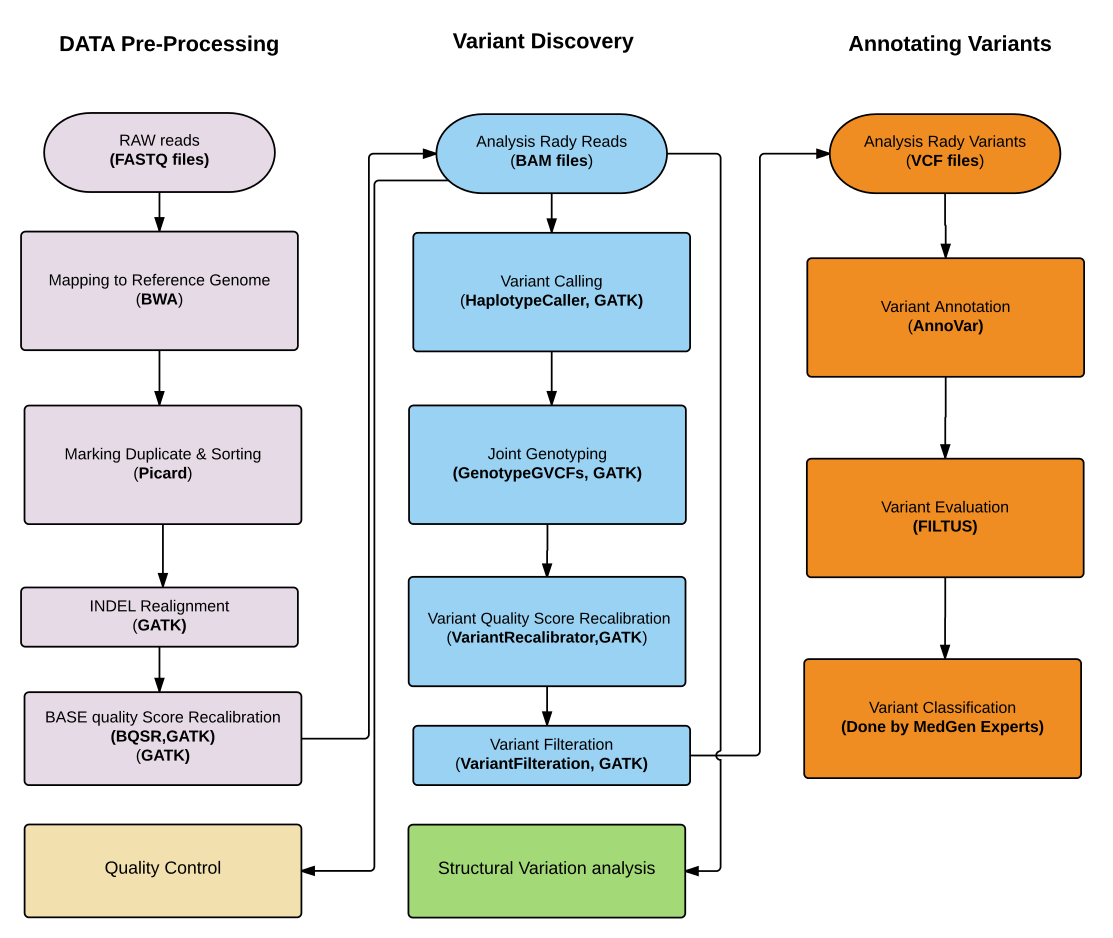 DATA Pre-Processing
RAW reads
(FASTQ files)
Mapping to Reference Genome
(BWA)
Marking Duplicate & Sorting
(Picard)
INDEL Realignment
(GATK)
BASE quality Score Recalibration
(BQSR,GATK)
(GATK)
Quality Control
Variant Discovery
Analysis Rady Reads
(BAM files)
Variant Calling
(HaplotypeCaller, GATK)
Joint Genotyping
(GenotypeGVCFs, GATK)
Variant Quality Score Recalibration
(VariantRecalibrator,GATK)
Variant Filteration
(VariantFilteration, GATK)
Structural Variation analysis
Annotating Variants
Analysis Rady Variants
(VCF files)
Variant Annotation
(AnnoVar)
Variant Evaluation
(FILTUS)
Variant Classification
(Done by MedGen Experts)